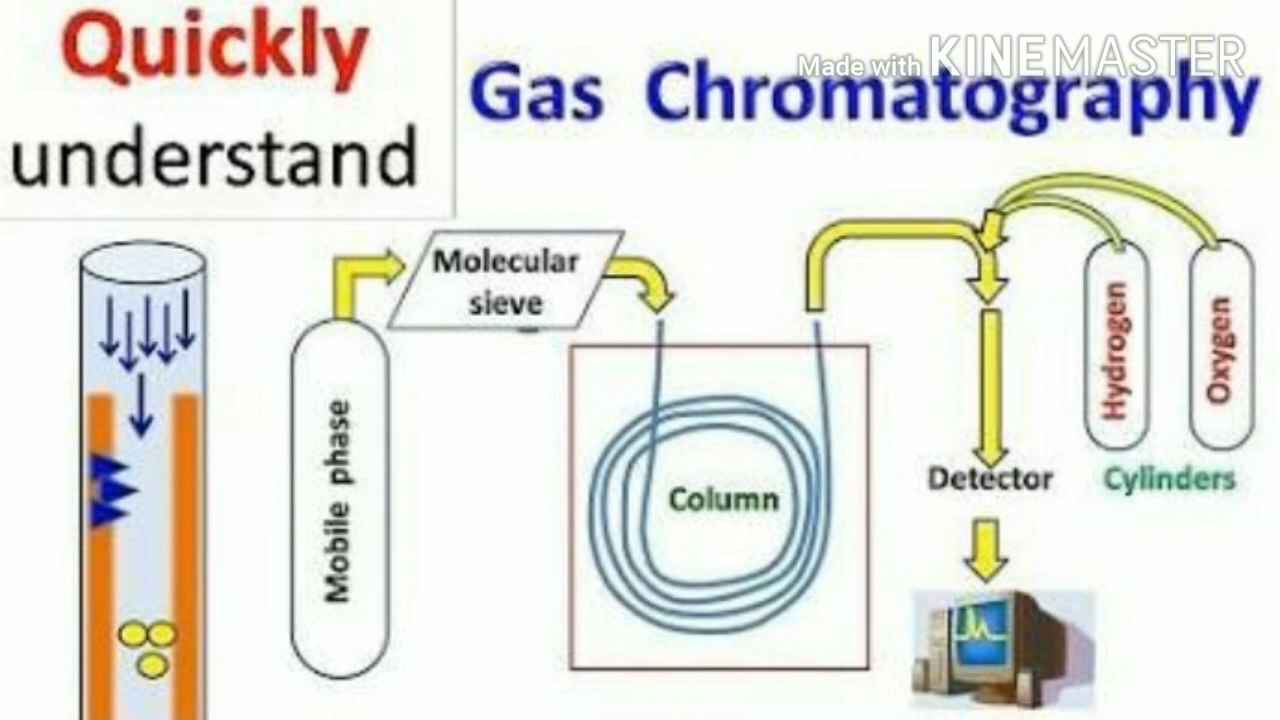 Quickly
understand
Made with KINEMASTER
Gas Chromatography
Molecular
sieve
Mobile phase
Column
Hydrogen
Oxygen
Detector
Cylinders